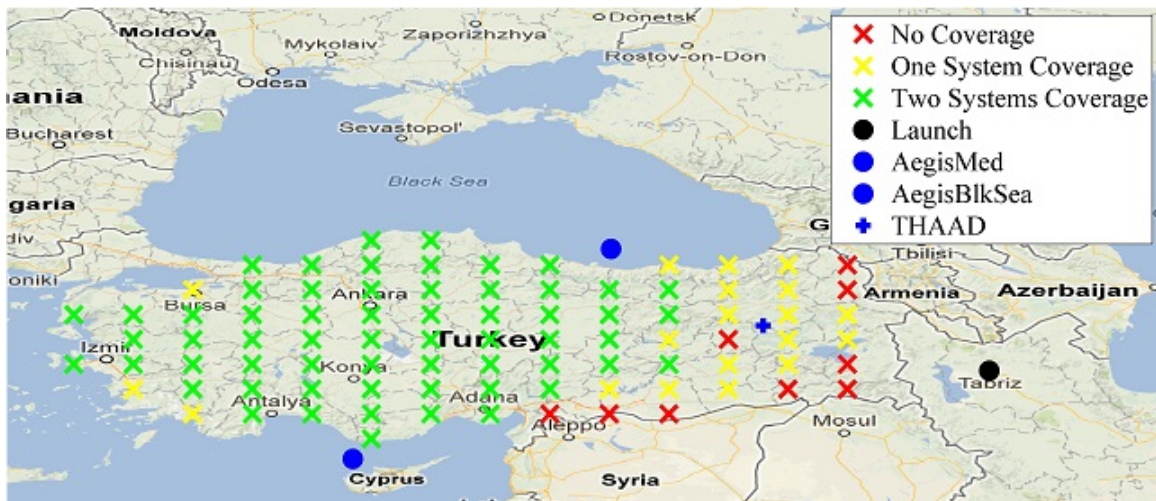 Moldova
Chisinau
Mykolaiv
Odesa
Zaporizhzhya
Donetsk
Rostov-on-Don
ania
Bucharest
Sevastopol'
Black Sea
garia
div
oniki
Bursa
Ankara
Turkey
Izmir
Konya
Antalya
Adana
Aleppo
Cyprus
Syria
Mosul
Tabriz
G
Tbilisi
Armenia
Azerbaijan
No Coverage
One System Coverage
Two Systems Coverage
Launch
AegisMed
AegisBlkSea
THAAD